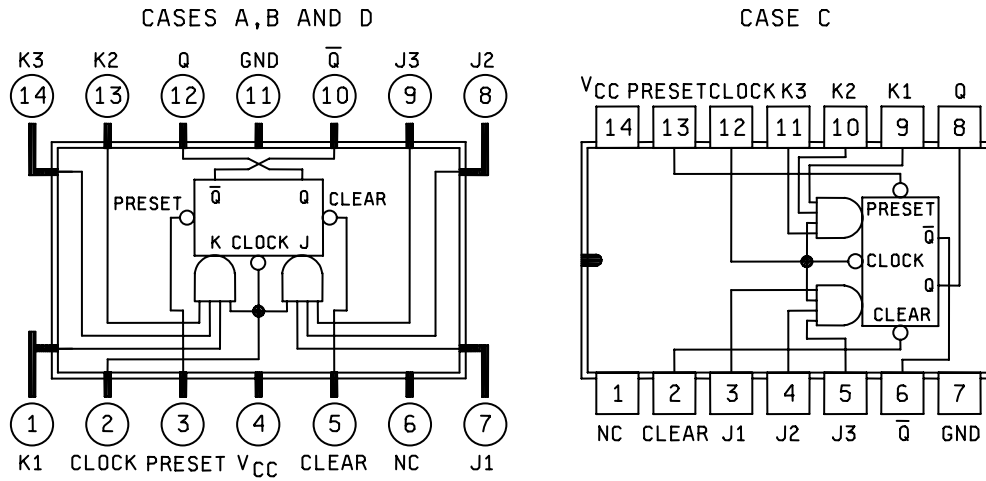 CASES A,B AND D
K3 K2 Q GND Q̅ J3 J2
14 13 12 11 10 9 8
Q̅ Q
PRESET CLEAR
K CLOCK J
1 2 3 4 5 6 7
K1 CLOCK PRESET VCC CLEAR NC J1
CASE C
VCC PRESET CLOCK K3 K2 K1 Q
14 13 12 11 10 9 8
PRESET
Q̅
CLOCK
Q
CLEAR
1 2 3 4 5 6 7
NC CLEAR J1 J2 J3 Q̅ GND